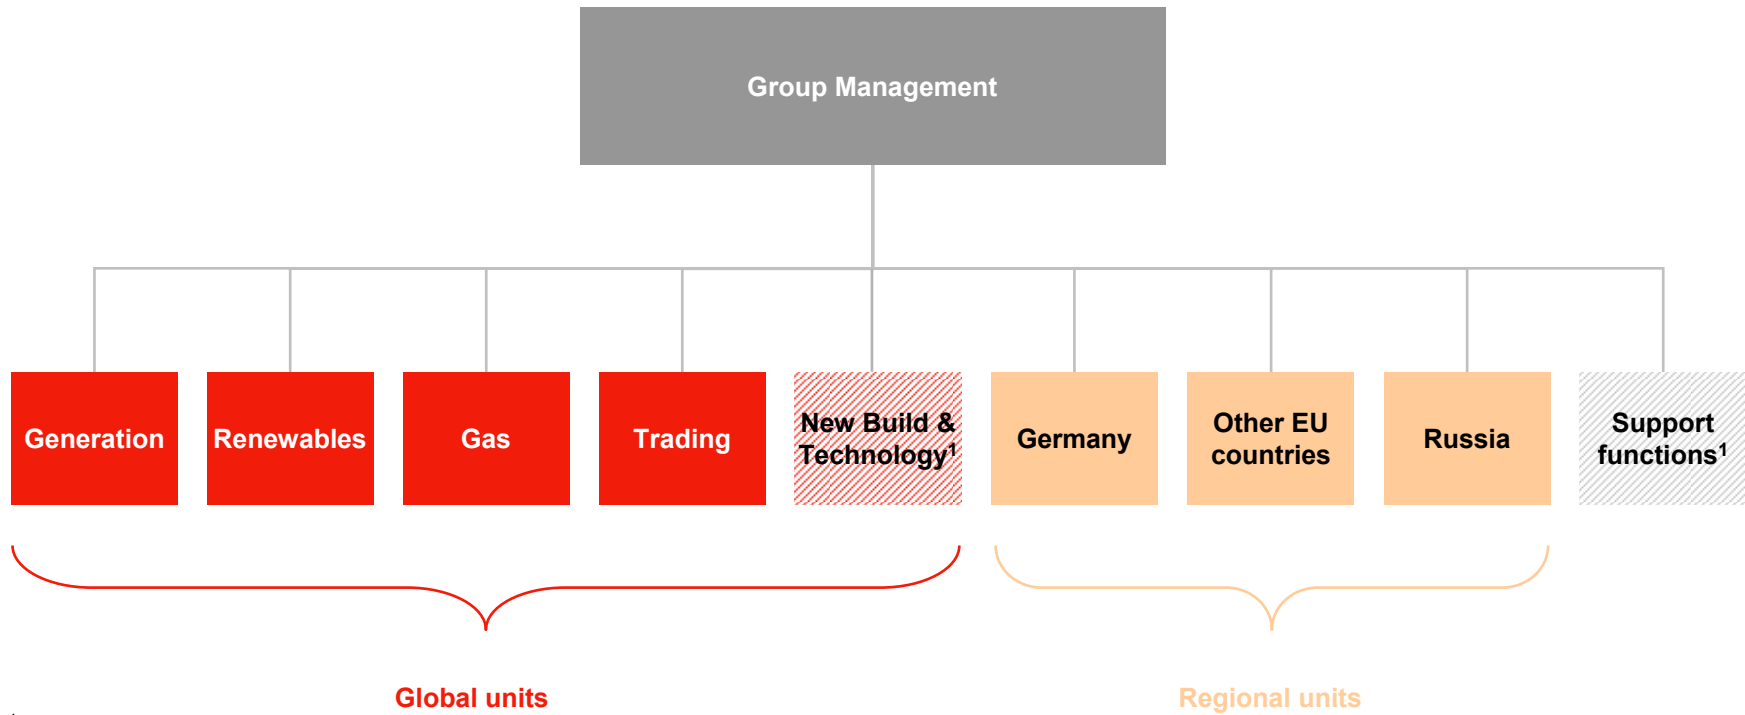 Group Management
Generation
Renewables
Gas
Trading
New Build &
Technology¹
Germany
Other EU
countries
Russia
Support
functions¹
Global units
Regional units